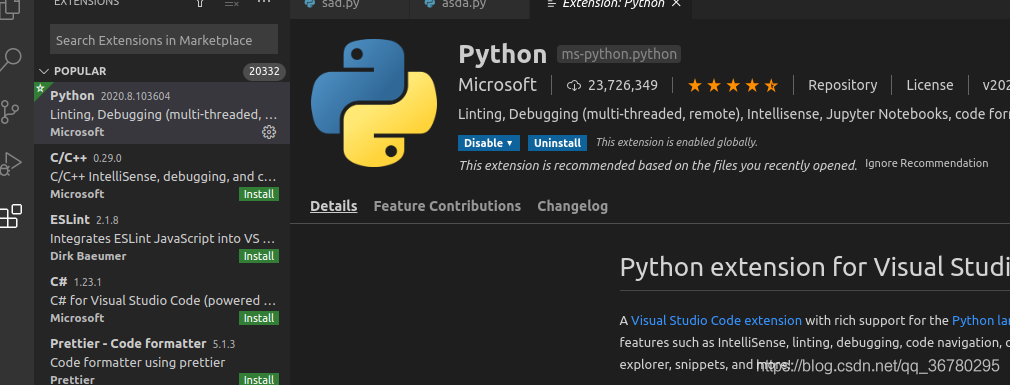 EXTENSIONS
Search Extensions in Marketplace
POPULAR 20332
Python 2020.8.103604
Linting, Debugging (multi-threaded, ...
Microsoft
C/C++ 0.29.0
C/C++ IntelliSense, debugging, and c...
Microsoft Install
ESLint 2.1.8
Integrates ESLint JavaScript into VS ...
Dirk Baeumer Install
C# 1.23.1
C# for Visual Studio Code (powered ...
Microsoft Install
Prettier - Code formatter 5.1.3
Code formatter using prettier
Prettier Install
sad.py asda.py Extension: Python
Python ms-python.python
Microsoft 23,726,349 Repository License v202
Linting, Debugging (multi-threaded, remote), Intellisense, Jupyter Notebooks, code for
Disable Uninstall This extension is enabled globally.
This extension is recommended based on the files you recently opened. Ignore Recommendation
Details Feature Contributions Changelog
Python extension for Visual Studi
A Visual Studio Code extension with rich support for the Python lan
features such as IntelliSense, linting, debugging, code navigation, c
explorer, snippets, and more!
https://blog.csdn.net/qq_36780295